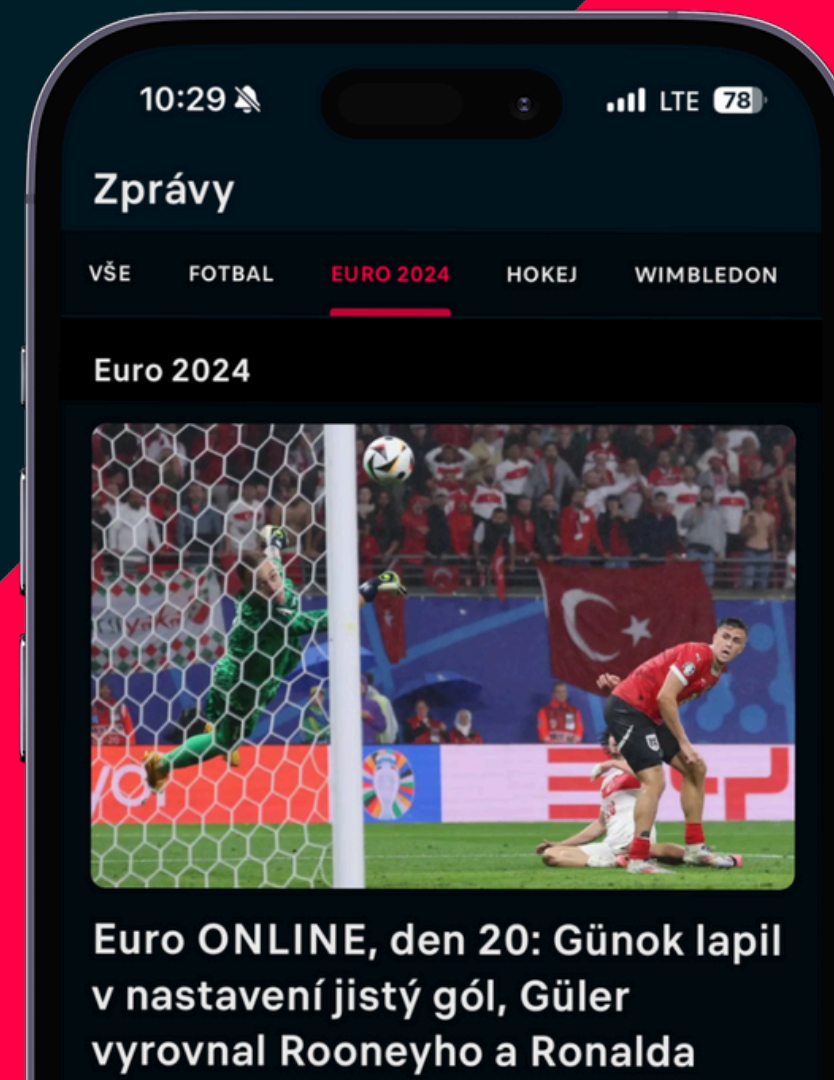 10:29 LTE 78
Zprávy
VŠE FOTBAL EURO 2024 HOKEJ WIMBLEDON
Euro 2024
Euro ONLINE, den 20: Günok lapil
v nastavení jistý gól, Güler
vyrovnal Rooneyho a Ronalda